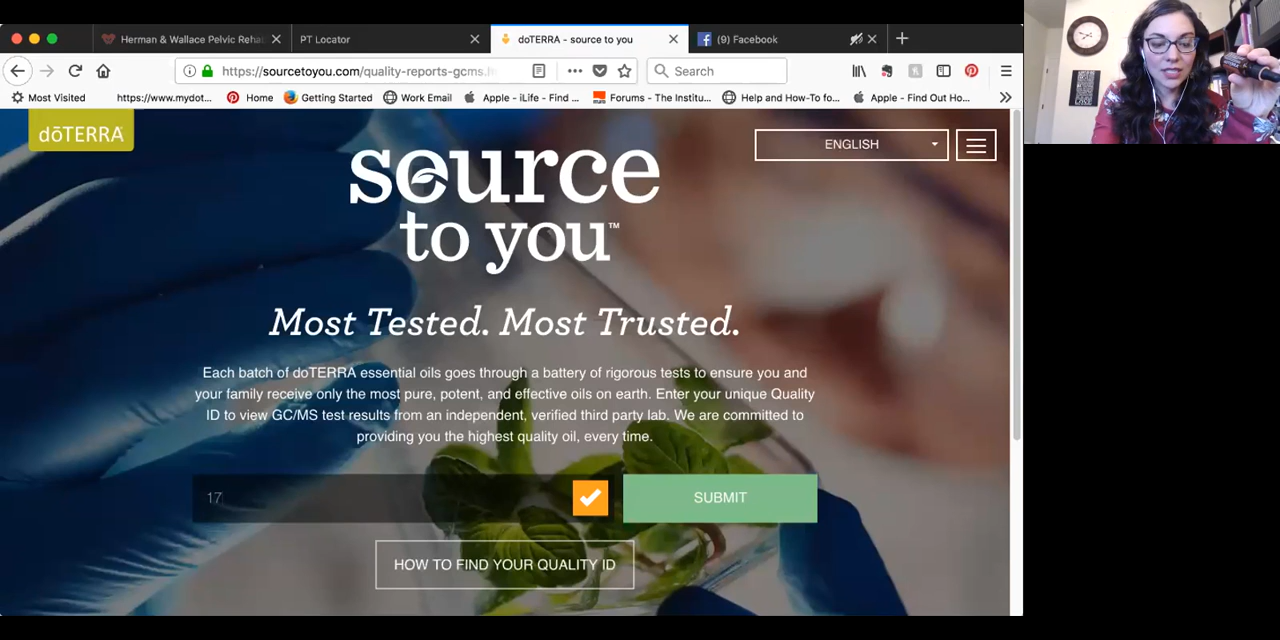 Herman & Wallace Pelvic Reha
PT Locator
doTERRA - source to you
(9) Facebook
https://sourcetoyou.com/quality-reports-gcms.h
Search
Most Visited
https://www.mydot...
Home
Getting Started
Work Email
Apple - iLife - Find ...
Forums - The Institu...
Help and How-To fo...
Apple - Find Out Ho...
dōTERRA
ENGLISH
source
to you™
Most Tested. Most Trusted.
Each batch of doTERRA essential oils goes through a battery of rigorous tests to ensure you and
your family receive only the most pure, potent, and effective oils on earth. Enter your unique Quality
ID to view GC/MS test results from an independent, verified third party lab. We are committed to
providing you the highest quality oil, every time.
17
SUBMIT
HOW TO FIND YOUR QUALITY ID